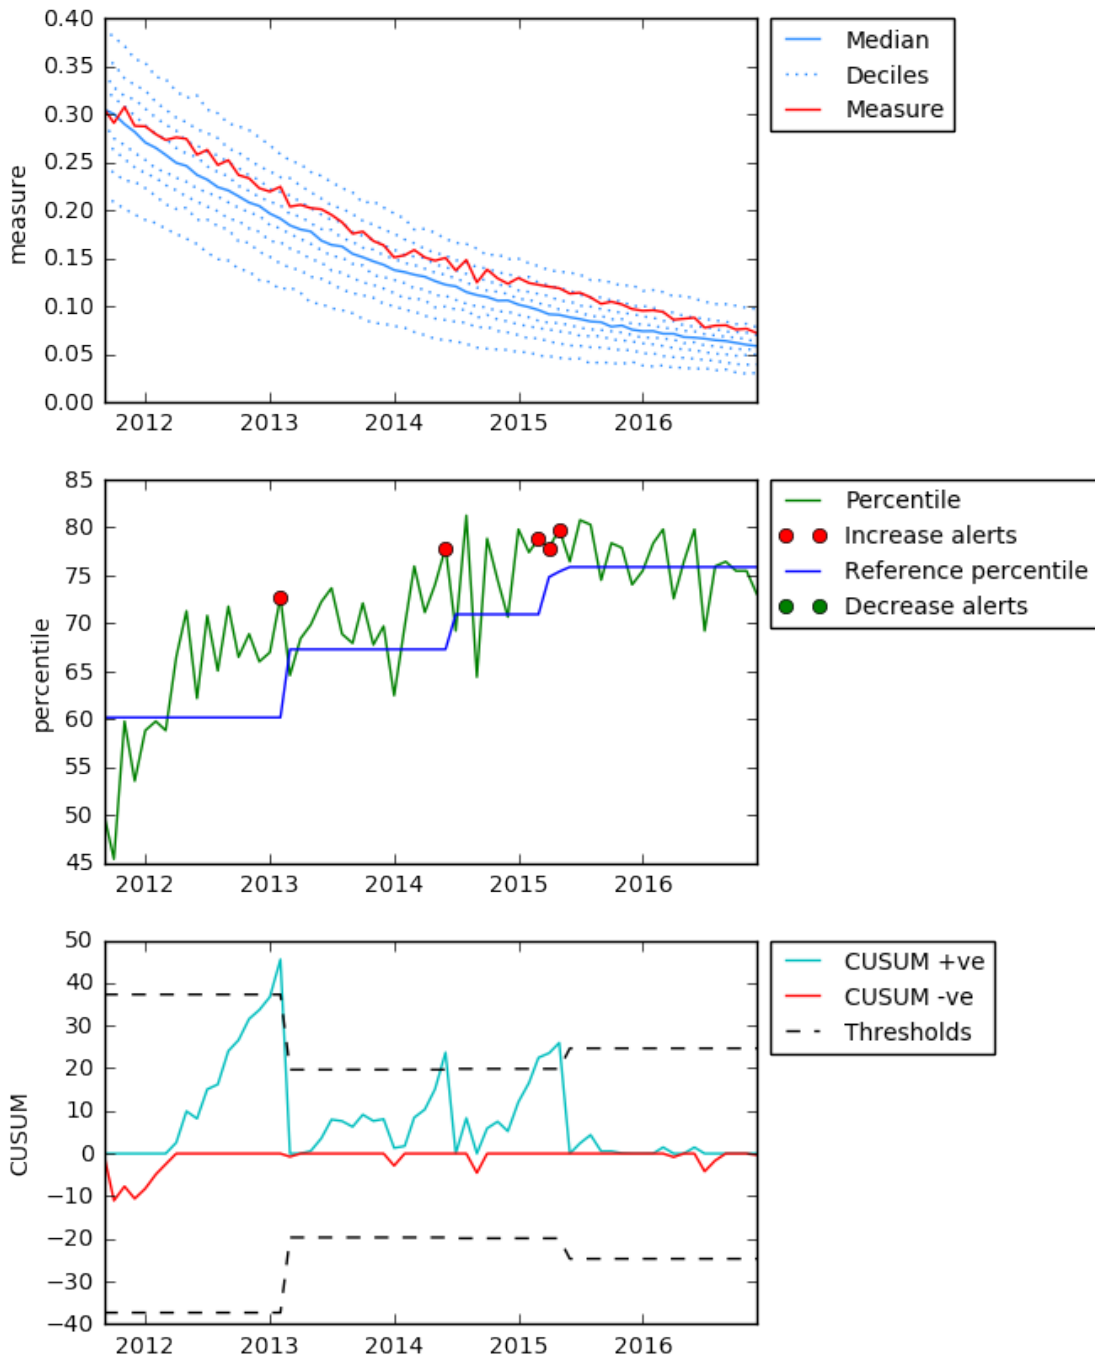 0.40
0.35
0.30
0.25
0.20
0.15
0.10
0.05
0.00
measure
2012 2013 2014 2015 2016
Median
Deciles
Measure
85
80
75
70
65
60
55
50
45
percentile
2012 2013 2014 2015 2016
Percentile
Increase alerts
Reference percentile
Decrease alerts
50
40
30
20
10
0
−10
−20
−30
−40
CUSUM
2012 2013 2014 2015 2016
CUSUM +ve
CUSUM -ve
Thresholds